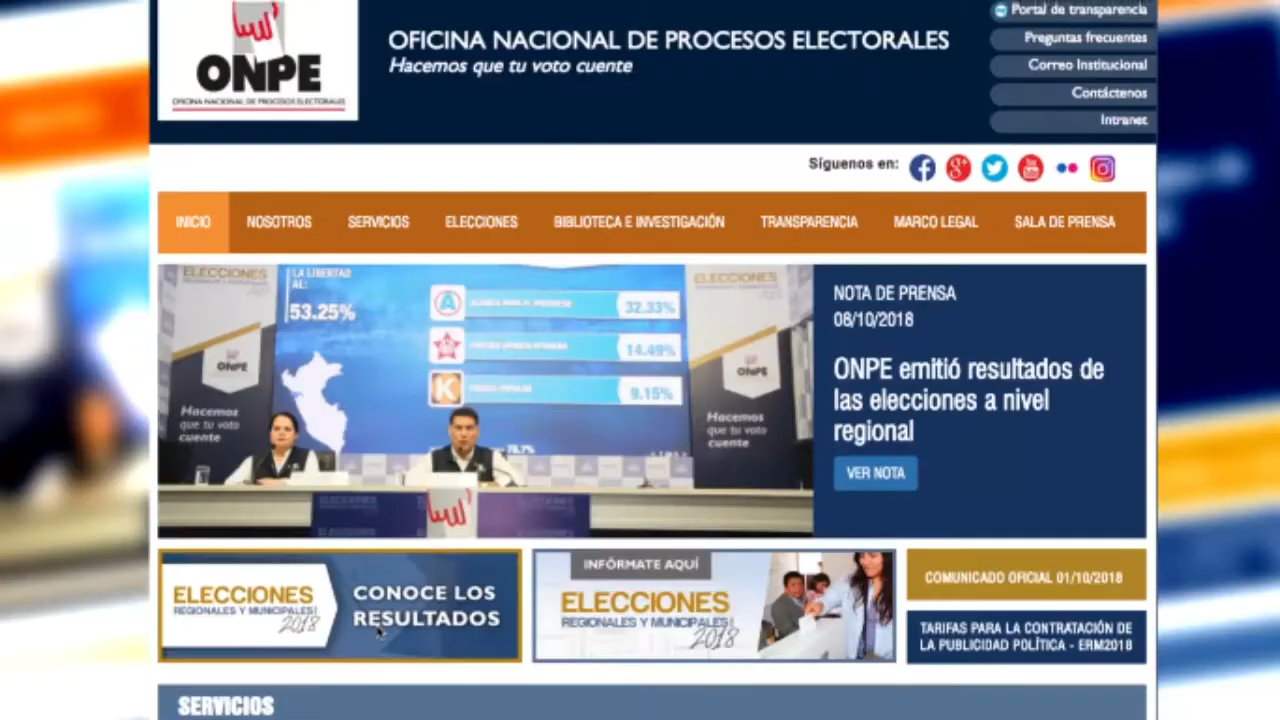 ONPE
OFICINA NACIONAL DE PROCESOS ELECTORALES
OFICINA NACIONAL DE PROCESOS ELECTORALES
Hacemos que tu voto cuente
Portal de transparencia
Preguntas frecuentes
Correo Institucional
Contáctenos
Intranet
Síguenos en:
INICIO
NOSOTROS
SERVICIOS
ELECCIONES
BIBLIOTECA E INVESTIGACIÓN
TRANSPARENCIA
MARCO LEGAL
SALA DE PRENSA
ELECCIONES
REGIONALES Y MUNICIPALES
LA LIBERTAD
AL:
53.25%
A
32.33%
14.49%
K
9.15%
ELECCIONES
REGIONALES Y MUNICIPALES
ONPE
Hacemos
que tu voto
cuente
ONPE
Hacemos
que tu voto
cuente
ELECCIONES
NOTA DE PRENSA
08/10/2018
ONPE emitió resultados de
las elecciones a nivel
regional
VER NOTA
ELECCIONES
REGIONALES Y MUNICIPALES
2018
CONOCE LOS
RESULTADOS
INFÓRMATE AQUÍ
ELECCIONES
REGIONALES Y MUNICIPALES
2018
COMUNICADO OFICIAL 01/10/2018
TARIFAS PARA LA CONTRATACIÓN DE
LA PUBLICIDAD POLÍTICA - ERM2018
SERVICIOS